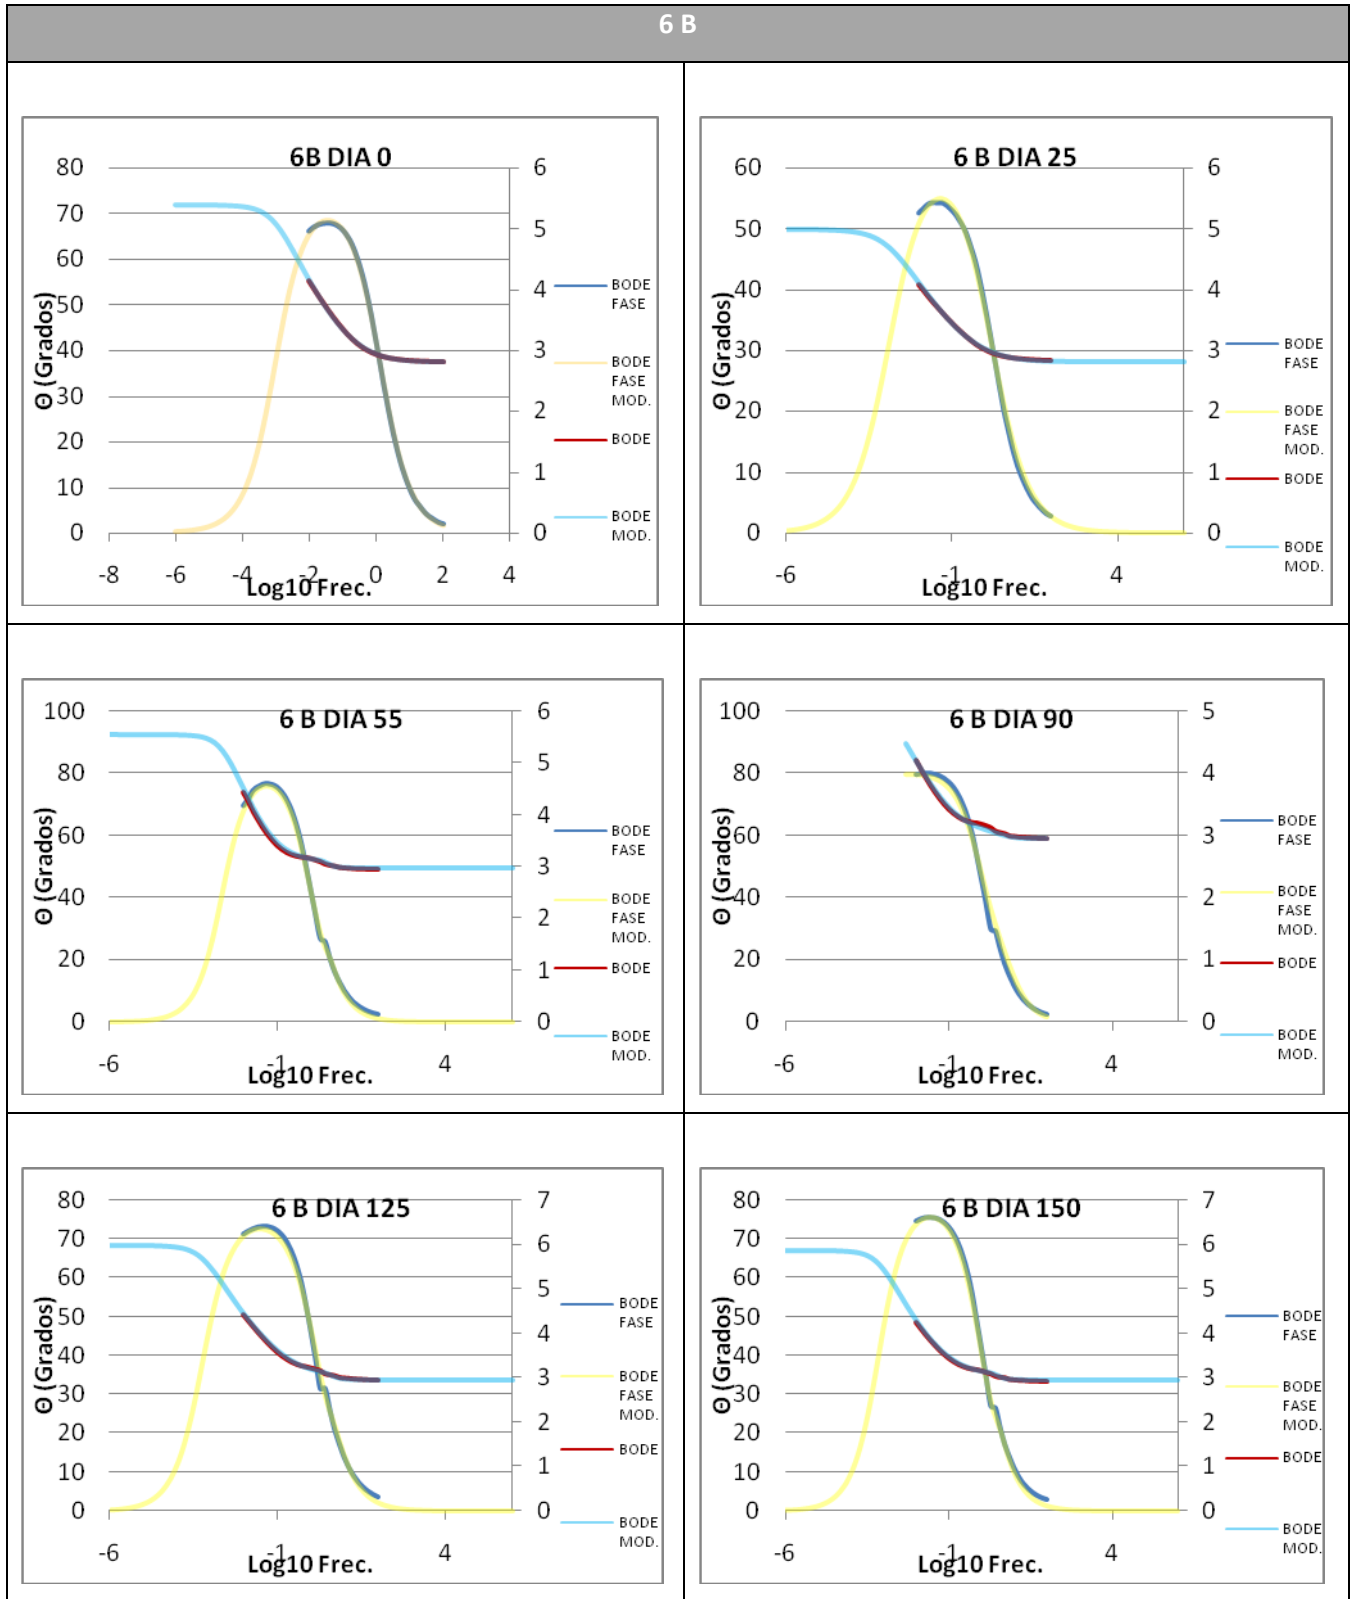 6 B
6B DIA 0
80
70
60
50
40
30
20
10
0
Θ (Grados)
6
5
4
3
2
1
0
-8
-6
-4
-2
0
2
4
Log10 Frec.
BODE
FASE
BODE
FASE
MOD.
BODE
BODE
MOD.
6 B DIA 25
60
50
40
30
20
10
0
Θ (Grados)
6
5
4
3
2
1
0
-6
-1
4
Log10 Frec.
BODE
FASE
BODE
FASE
MOD.
BODE
BODE
MOD.
6 B DIA 55
100
80
60
40
20
0
Θ (Grados)
6
5
4
3
2
1
0
-6
-1
4
Log10 Frec.
BODE
FASE
BODE
FASE
MOD.
BODE
BODE
MOD.
6 B DIA 90
100
80
60
40
20
0
Θ (Grados)
5
4
3
2
1
0
-6
-1
4
Log10 Frec.
BODE
FASE
BODE
FASE
MOD.
BODE
BODE
MOD.
6 B DIA 125
80
70
60
50
40
30
20
10
0
Θ (Grados)
7
6
5
4
3
2
1
0
-6
-1
4
Log10 Frec.
BODE
FASE
BODE
FASE
MOD.
BODE
BODE
MOD.
6 B DIA 150
80
70
60
50
40
30
20
10
0
Θ (Grados)
7
6
5
4
3
2
1
0
-6
-1
4
Log10 Frec.
BODE
FASE
BODE
FASE
MOD.
BODE
BODE
MOD.